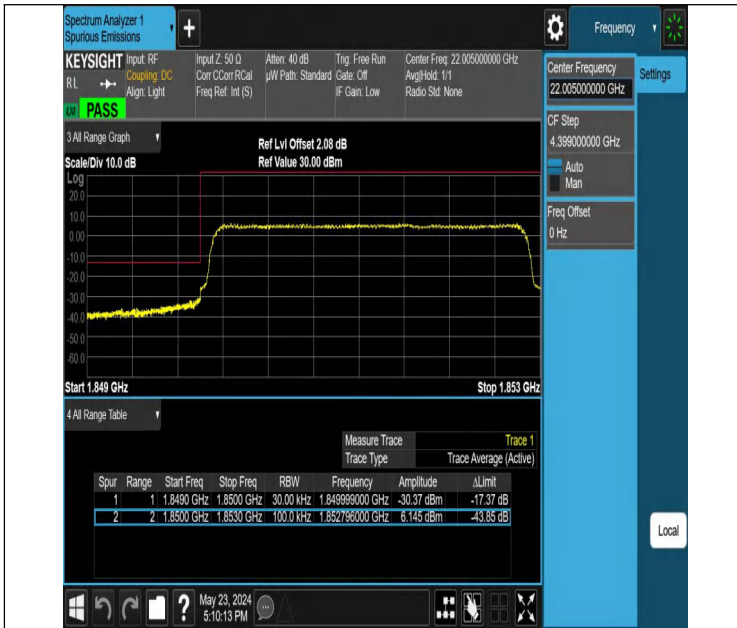 Spectrum Analyzer 1
Spurious Emissions
Frequency
KEYSIGHT
RL
PASS
Input: RF
Coupling: DC
Align: Light
Input Z: 50 Ω
Corr CCorr RCal
Freq Ref: Int (S)
Atten: 40 dB
µW Path: Standard
Trig: Free Run
Gate: Off
IF Gain: Low
Center Freq: 22.005000000 GHz
Avg|Hold: 1/1
Radio Std: None
Center Frequency
22.005000000 GHz
Settings
CF Step
4.399000000 GHz
Auto
Man
Freq Offset
0 Hz
Local
3 All Range Graph
Scale/Div 10.0 dB
Ref Lvl Offset 2.08 dB
Ref Value 30.00 dBm
Log
20.0
10.0
0.00
-10.0
-20.0
-30.0
-40.0
-50.0
-60.0
Start 1.849 GHz
Stop 1.853 GHz
4 All Range Table
Measure Trace Trace 1
Trace Type Trace Average (Active)
Spur Range Start Freq Stop Freq RBW Frequency Amplitude ΔLimit
1 1 1.8490 GHz 1.8500 GHz 30.00 kHz 1.849999000 GHz -30.37 dBm -17.37 dB
2 2 1.8500 GHz 1.8530 GHz 100.0 kHz 1.852796000 GHz 6.145 dBm -43.85 dB
?
May 23, 2024
5:10:13 PM